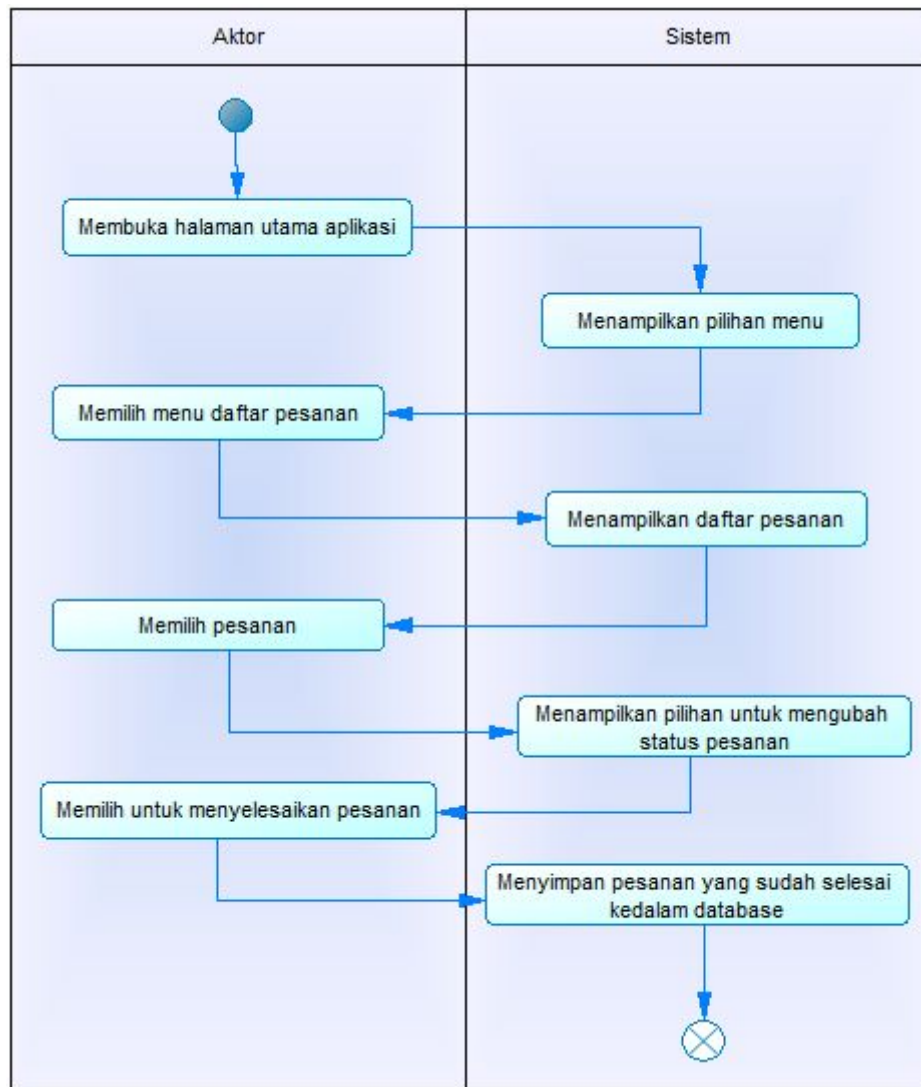 Aktor
Sistem
Membuka halaman utama aplikasi
Menampilkan pilihan menu
Memilih menu daftar pesanan
Menampilkan daftar pesanan
Memilih pesanan
Menampilkan pilihan untuk mengubah
status pesanan
Memilih untuk menyelesaikan pesanan
Menyimpan pesanan yang sudah selesai
kedalam database